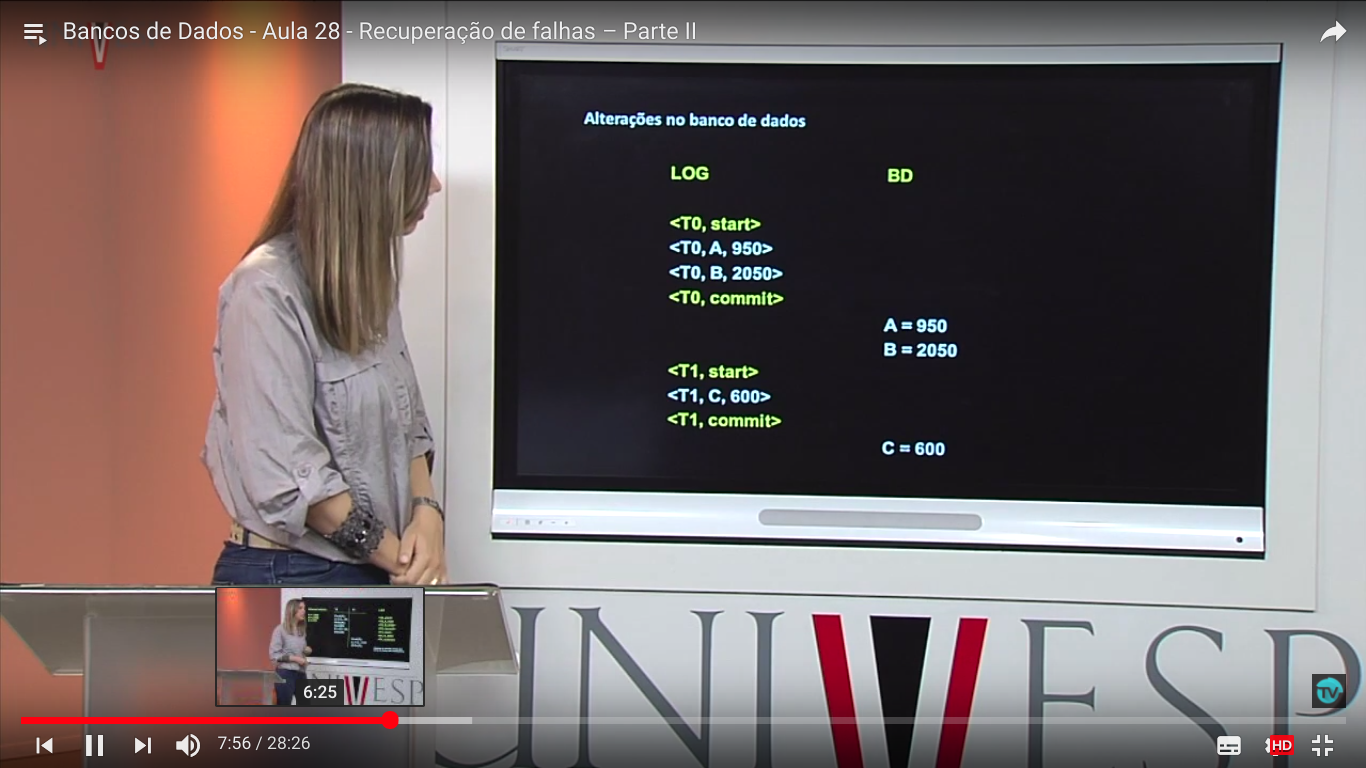 Bancos de Dados - Aula 28 - Recuperação de falhas – Parte II
Alterações no banco de dados
LOG BD
<T0, start>
<T0, A, 950>
<T0, B, 2050>
<T0, commit>
A = 950
B = 2050
<T1, start>
<T1, C, 600>
<T1, commit>
C = 600
UNIVESP
TV
6:25
7:56 / 28:26
HD